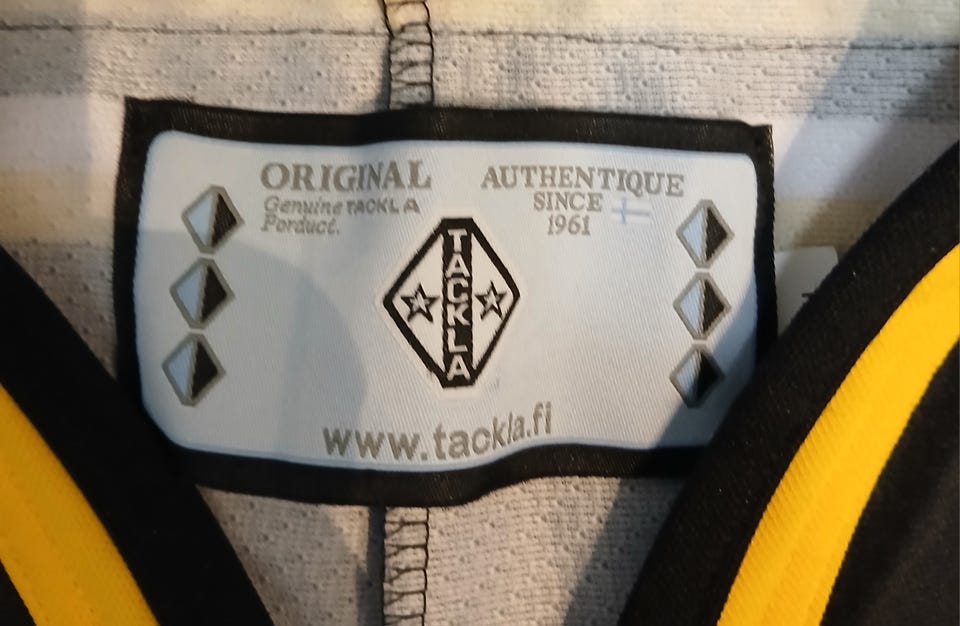 ORIGINAL
Genuine TACKLA
Porduct.
AUTHENTIQUE
SINCE
1961
TACKLA
www.tackla.fi